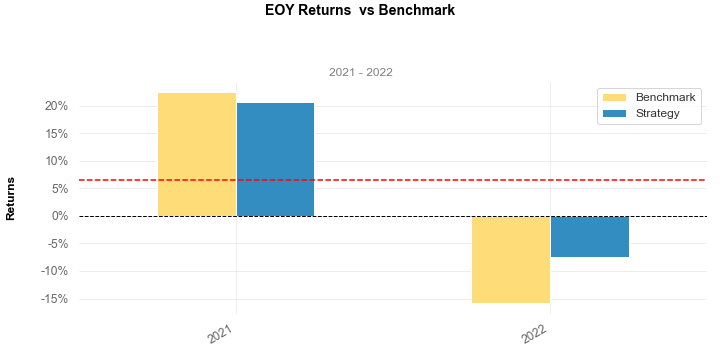 EOY Returns  vs Benchmark
2021 - 2022
Benchmark
Strategy
20%
15%
10%
5%
0%
-5%
-10%
-15%
Returns
2021
2022